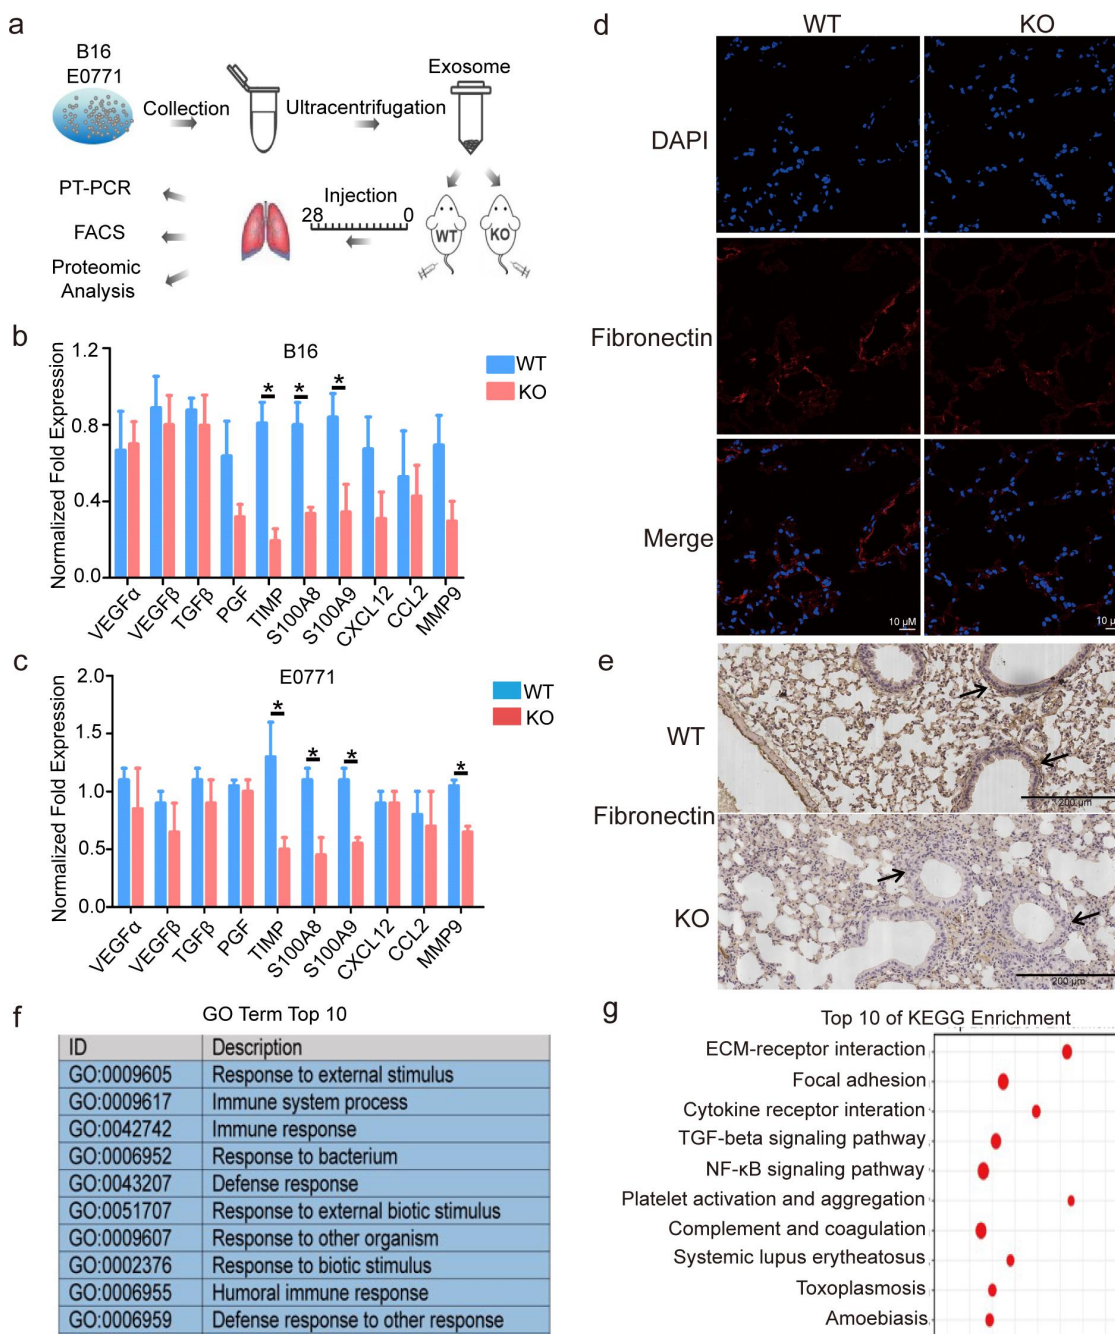 a
B16
E0771
Collection
Ultracentrifugation
Exosome
PT-PCR
FACS
Proteomic
Analysis
Injection
28
0
WT
KO
b
B16
WT
KO
Normalized Fold Expression
1.2
0.8
0.4
0.0
* * *
VEGFα
VEGFβ
TGFβ
PGF
TIMP
S100A8
S100A9
CXCL12
CCL2
MMP9
c
E0771
WT
KO
Normalized Fold Expression
2.0
1.5
1.0
0.5
0.0
* * * *
VEGFα
VEGFβ
TGFβ
PGF
TIMP
S100A8
S100A9
CXCL12
CCL2
MMP9
d
WT KO
DAPI
Fibronectin
Merge
10 μM
10 μ
e
WT
Fibronectin
KO
200 μm
200 μm
f
GO Term Top 10
ID Description
GO:0009605 Response to external stimulus
GO:0009617 Immune system process
GO:0042742 Immune response
GO:0006952 Response to bacterium
GO:0043207 Defense response
GO:0051707 Response to external biotic stimulus
GO:0009607 Response to other organism
GO:0002376 Response to biotic stimulus
GO:0006955 Humoral immune response
GO:0006959 Defense response to other response
g
Top 10 of KEGG Enrichment
ECM-receptor interaction
Focal adhesion
Cytokine receptor interation
TGF-beta signaling pathway
NF-κB signaling pathway
Platelet activation and aggregation
Complement and coagulation
Systemic lupus erytheatosus
Toxoplasmosis
Amoebiasis